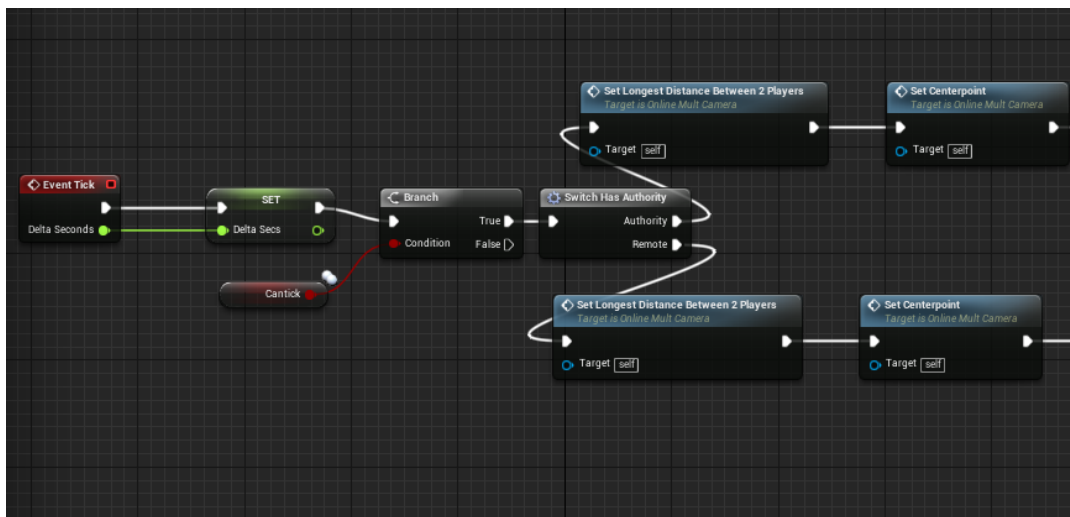 Set Longest Distance Between 2 Players
Target is Online Mult Camera
Target self
Set Centerpoint
Target is Online Mult Camera
Target self
Event Tick
Delta Seconds
SET
Delta Secs
Cantick
Branch
True
Condition
False
Switch Has Authority
Authority
Remote
Set Longest Distance Between 2 Players
Target is Online Mult Camera
Target self
Set Centerpoint
Target is Online Mult Camera
Target self